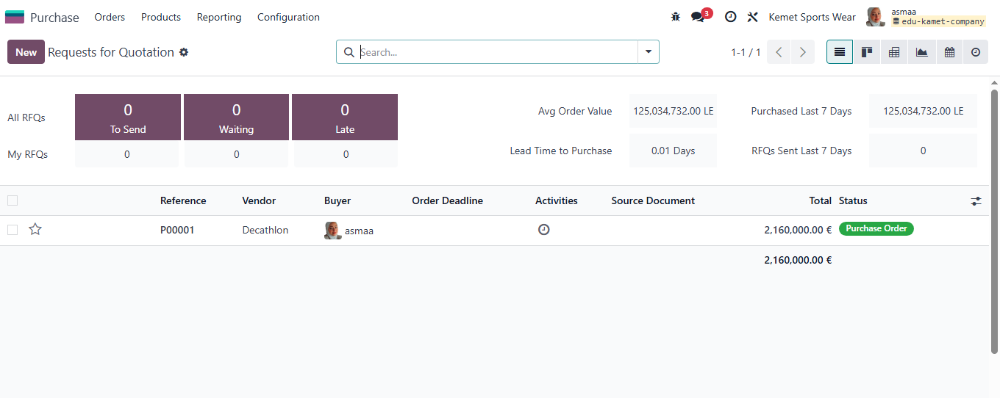 Purchase Orders Products Reporting Configuration 3 Kemet Sports Wear asmaa
edu-kamet-company
New Requests for Quotation Search... 1-1 / 1
0 0 0
All RFQs To Send Waiting Late Avg Order Value 125,034,732.00 LE Purchased Last 7 Days 125,034,732.00 LE
My RFQs 0 0 0 Lead Time to Purchase 0.01 Days RFQs Sent Last 7 Days 0
Reference Vendor Buyer Order Deadline Activities Source Document Total Status
P00001 Decathlon asmaa 2,160,000.00 € Purchase Order
2,160,000.00 €